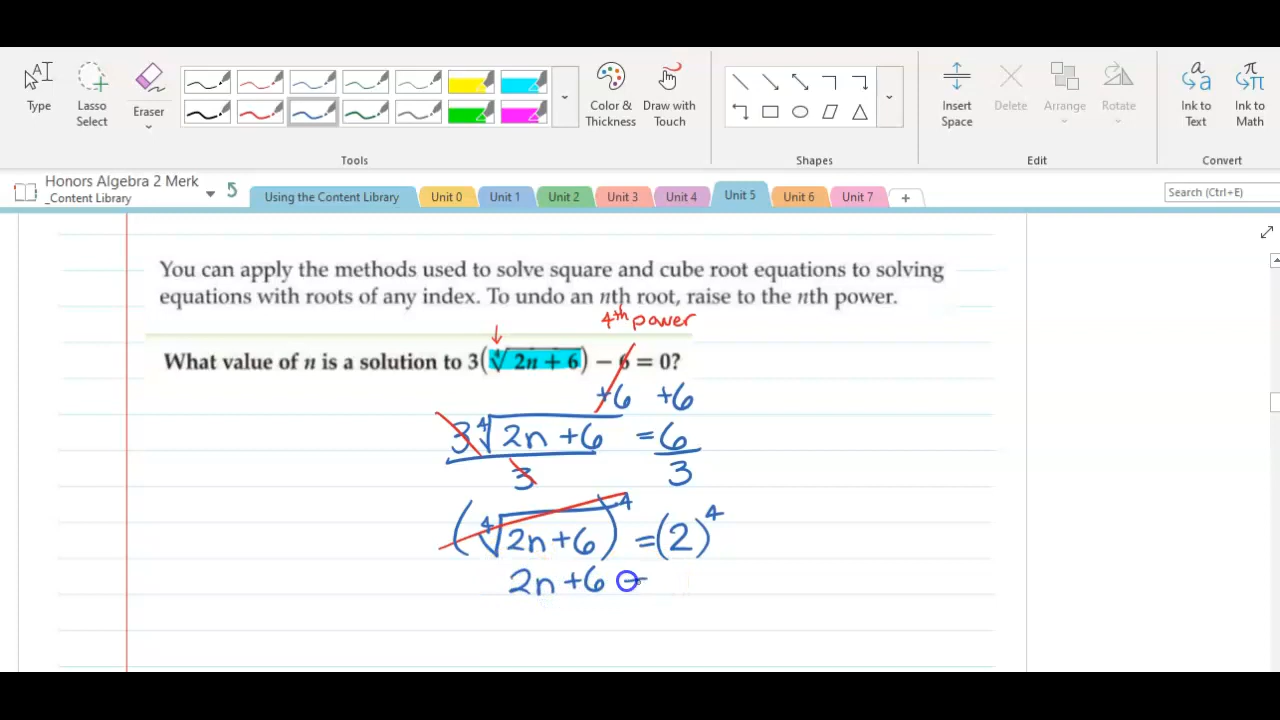 Type
Lasso Select
Eraser
Color & Thickness
Draw with Touch
Insert Space
Delete
Arrange
Rotate
Ink to Text
Ink to Math
Tools
Shapes
Edit
Convert
Honors Algebra 2 Merk
_Content Library
Using the Content Library
Unit 0
Unit 1
Unit 2
Unit 3
Unit 4
Unit 5
Unit 6
Unit 7
+
Search (Ctrl+E)
You can apply the methods used to solve square and cube root equations to solving
equations with roots of any index. To undo an nth root, raise to the nth power.
4th power
What value of n is a solution to 3(∜2n + 6) − 6 = 0?
+6 +6
3∜2n+6 = 6
3 3
(∜2n+6)⁴ = (2)⁴
2n+6 =